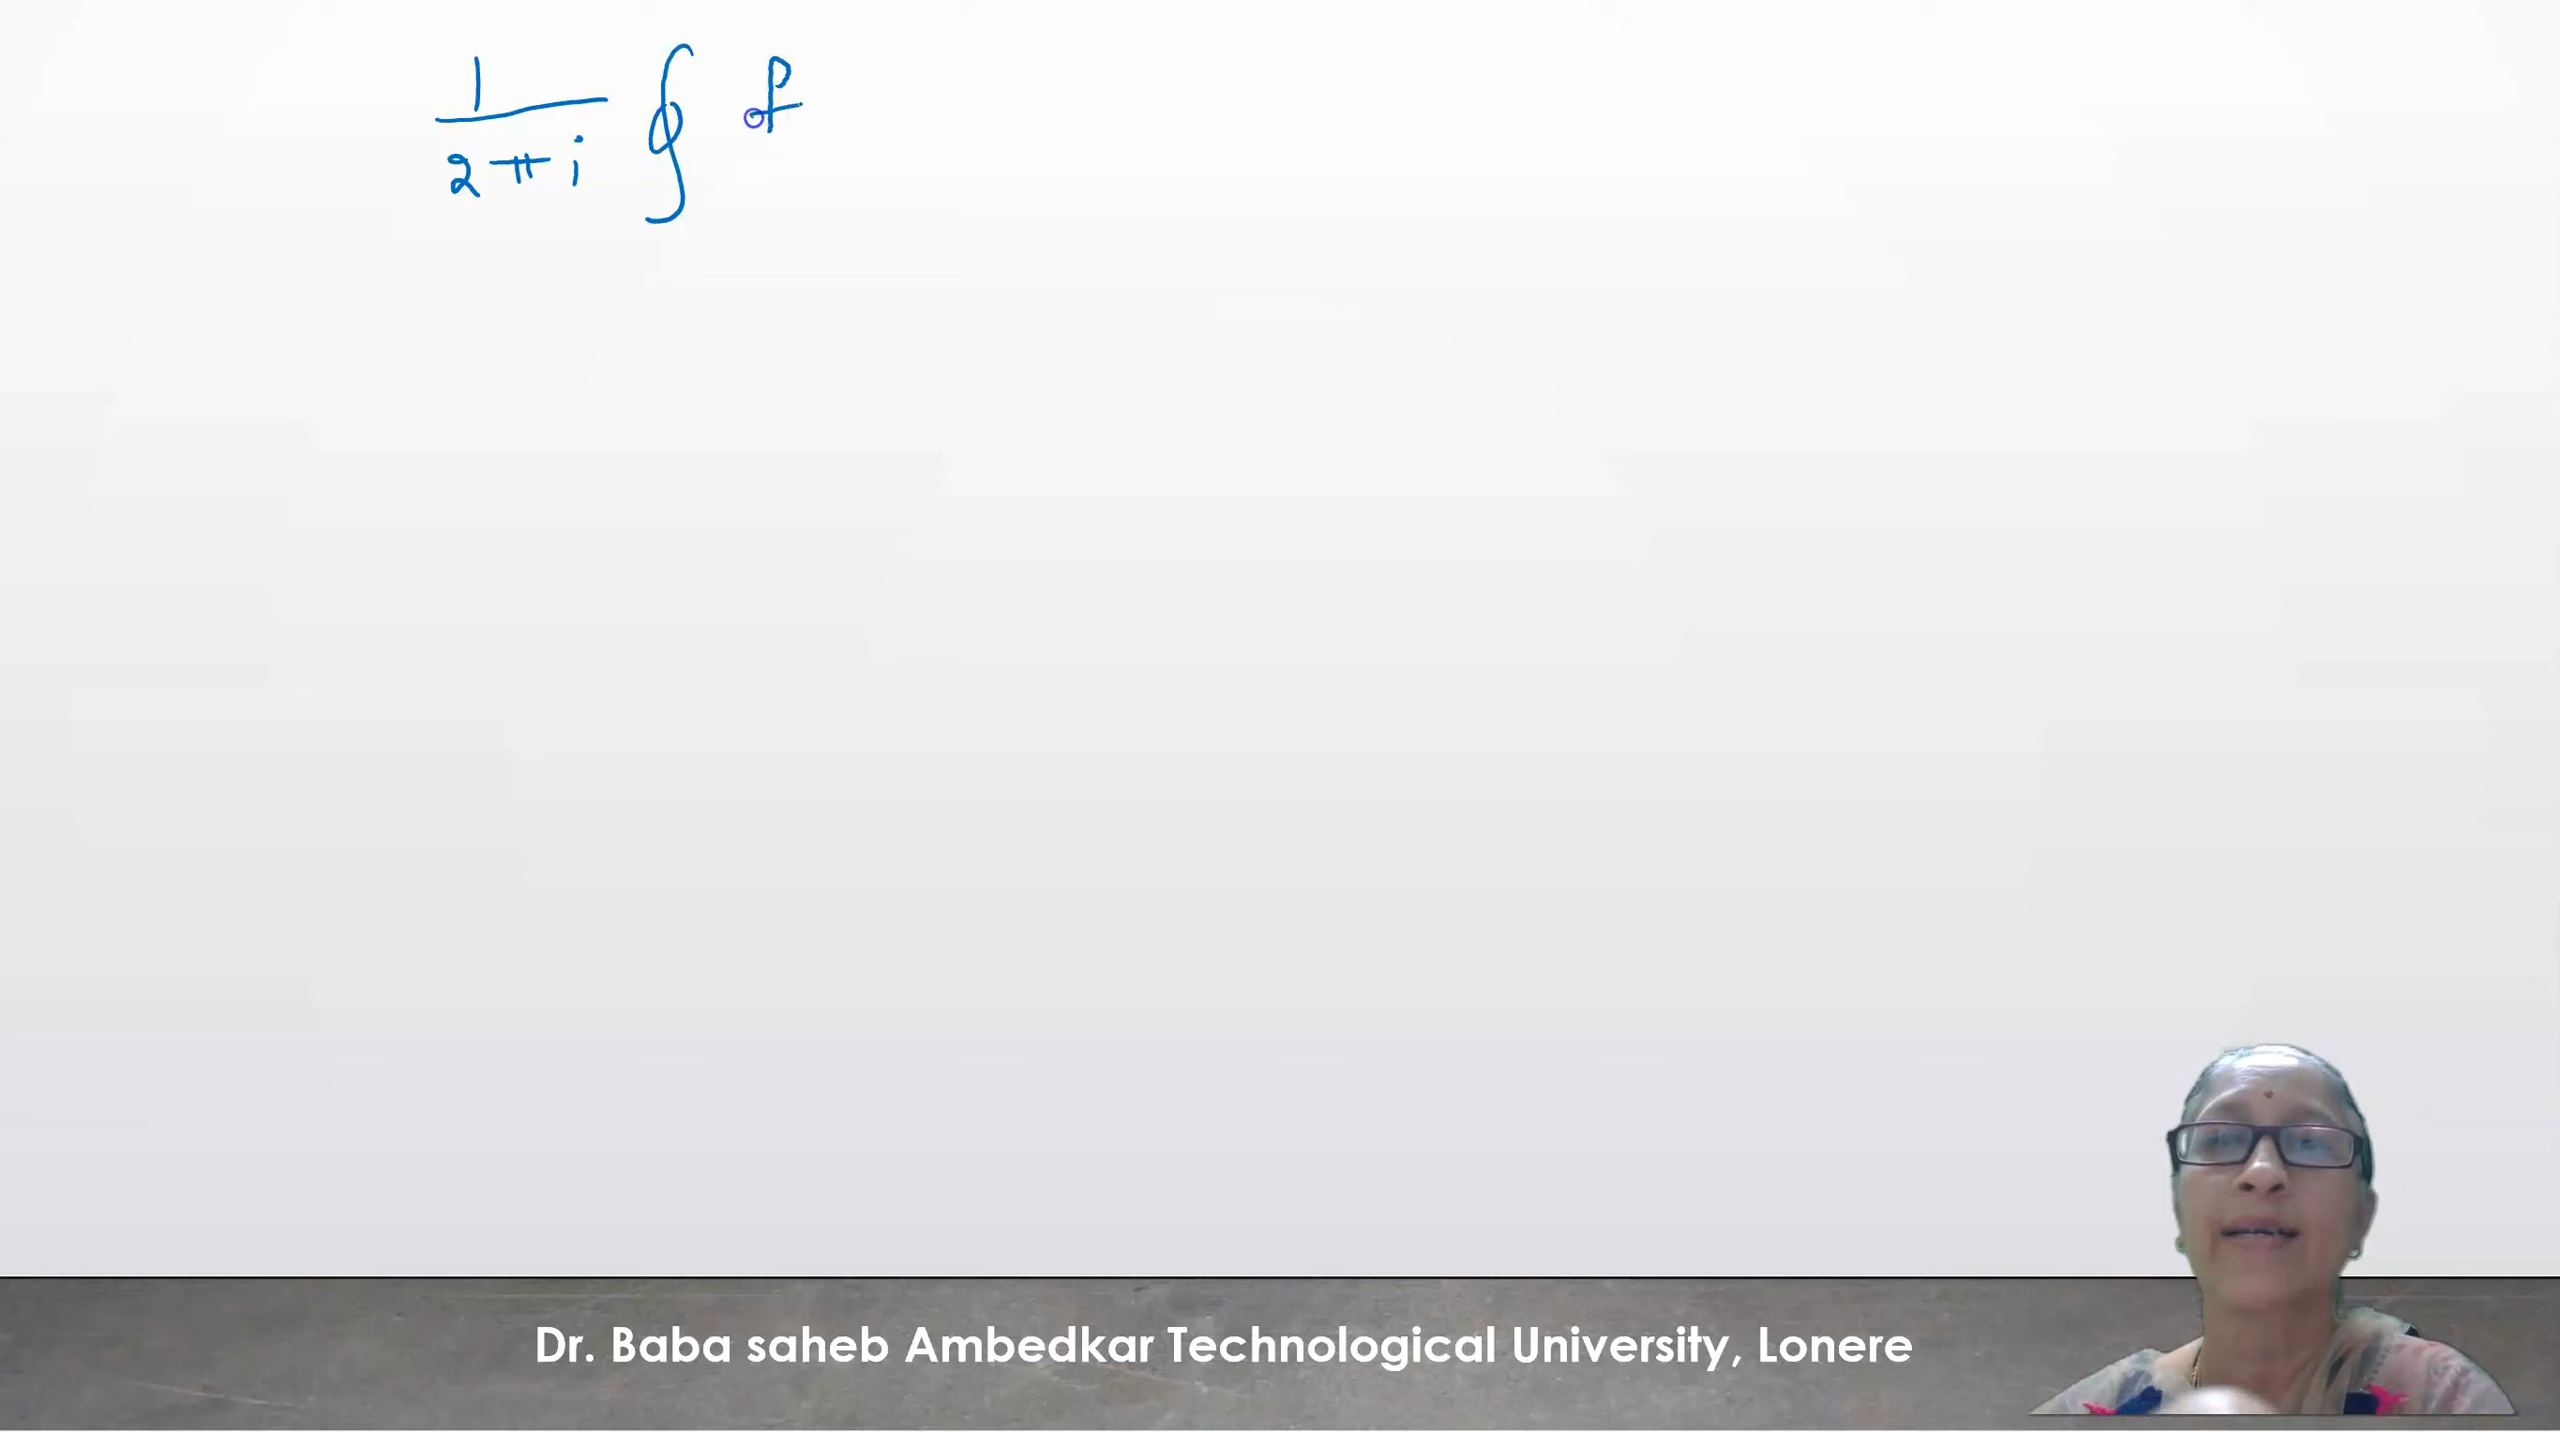 1/(2πi) ∮ f
Dr. Baba saheb Ambedkar Technological University, Lonere